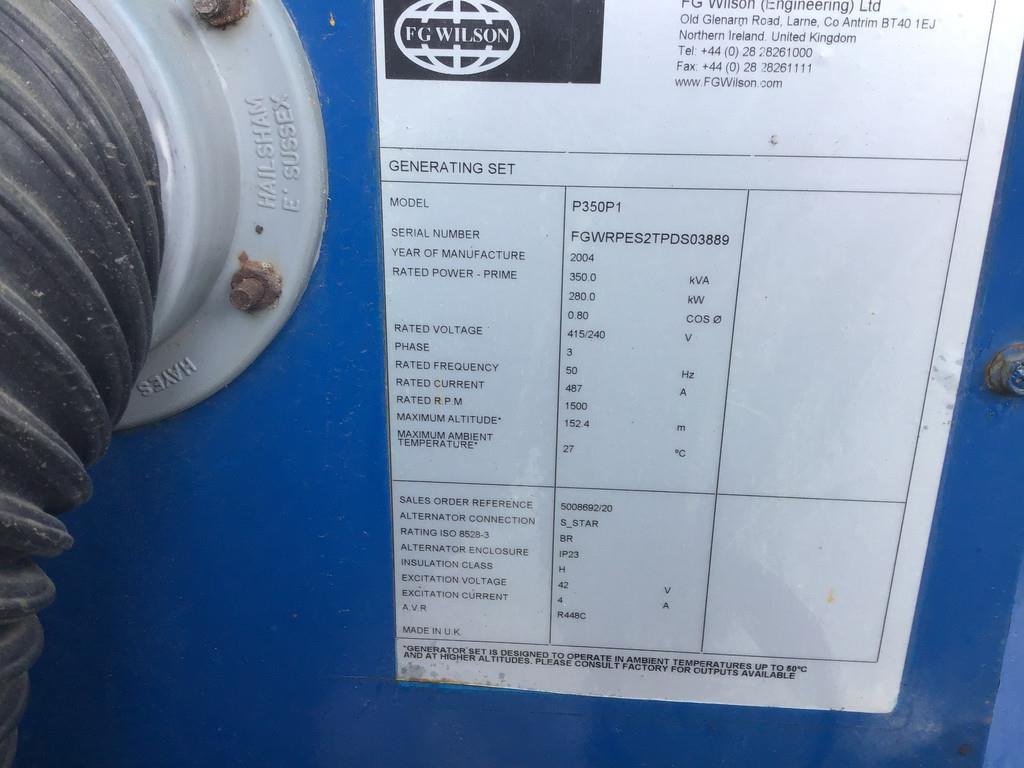 FG WILSON
FG Wilson (Engineering) Ltd
Old Glenarm Road, Larne, Co Antrim BT40 1EJ
Northern Ireland. United Kingdom
Tel: +44 (0) 28 28261000
Fax: +44 (0) 28 28261111
www.FGWilson.com
HAILSHAM
E' SUSSEX
HAYES
GENERATING SET
MODEL P350P1
SERIAL NUMBER FGWRPES2TPDS03889
YEAR OF MANUFACTURE 2004
RATED POWER - PRIME 350.0 kVA
280.0 kW
0.80 COS Ø
RATED VOLTAGE 415/240 V
PHASE 3
RATED FREQUENCY 50 Hz
RATED CURRENT 487 A
RATED R.P.M 1500
MAXIMUM ALTITUDE* 152.4 m
MAXIMUM AMBIENT
TEMPERATURE* 27 ºC
SALES ORDER REFERENCE 5008692/20
ALTERNATOR CONNECTION S_STAR
RATING ISO 8528-3 BR
ALTERNATOR ENCLOSURE IP23
INSULATION CLASS H
EXCITATION VOLTAGE 42 V
EXCITATION CURRENT 4 A
A.V.R R448C
MADE IN U.K.
*GENERATOR SET IS DESIGNED TO OPERATE IN AMBIENT TEMPERATURES UP TO 50°C
AND AT HIGHER ALTITUDES. PLEASE CONSULT FACTORY FOR OUTPUTS AVAILABLE